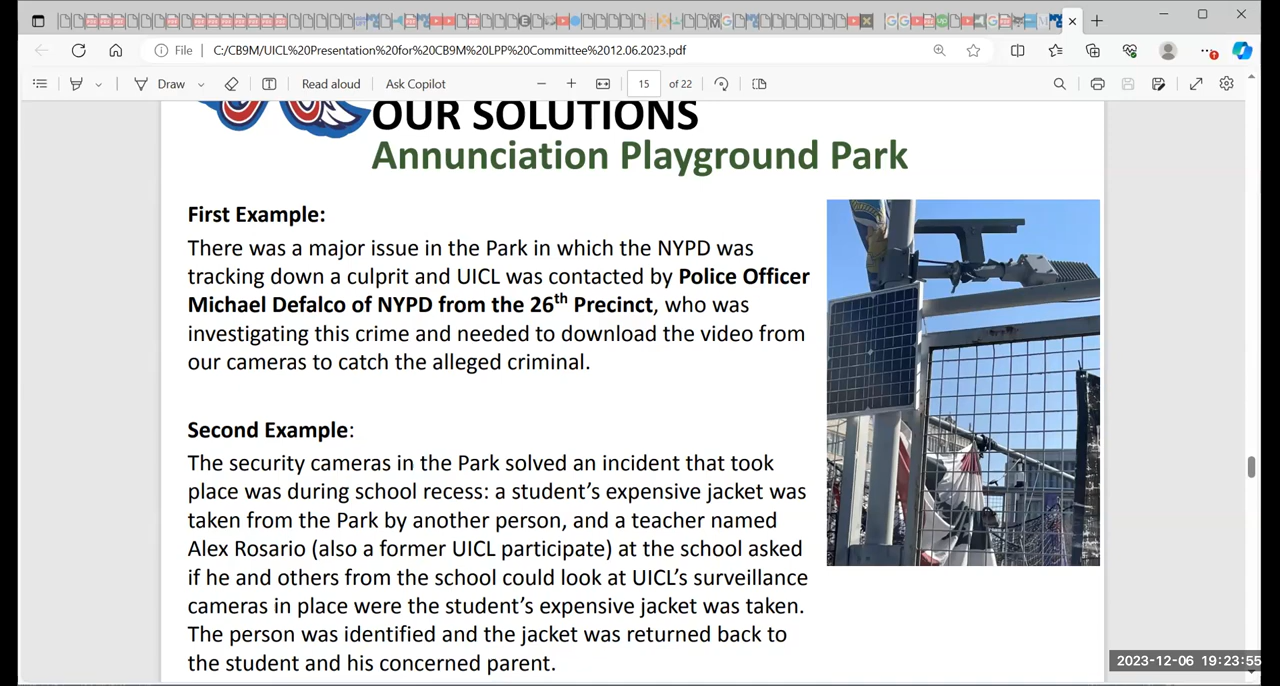 File C:/CB9M/UICL%20Presentation%20for%20CB9M%20LPP%20Committee%2012.06.2023.pdf
Draw Read aloud Ask Copilot 15 of 22
OUR SOLUTIONS
Annunciation Playground Park
First Example:
There was a major issue in the Park in which the NYPD was
tracking down a culprit and UICL was contacted by Police Officer
Michael Defalco of NYPD from the 26th Precinct, who was
investigating this crime and needed to download the video from
our cameras to catch the alleged criminal.
Second Example:
The security cameras in the Park solved an incident that took
place was during school recess: a student’s expensive jacket was
taken from the Park by another person, and a teacher named
Alex Rosario (also a former UICL participate) at the school asked
if he and others from the school could look at UICL’s surveillance
cameras in place were the student’s expensive jacket was taken.
The person was identified and the jacket was returned back to
the student and his concerned parent.
2023-12-06 19:23:55